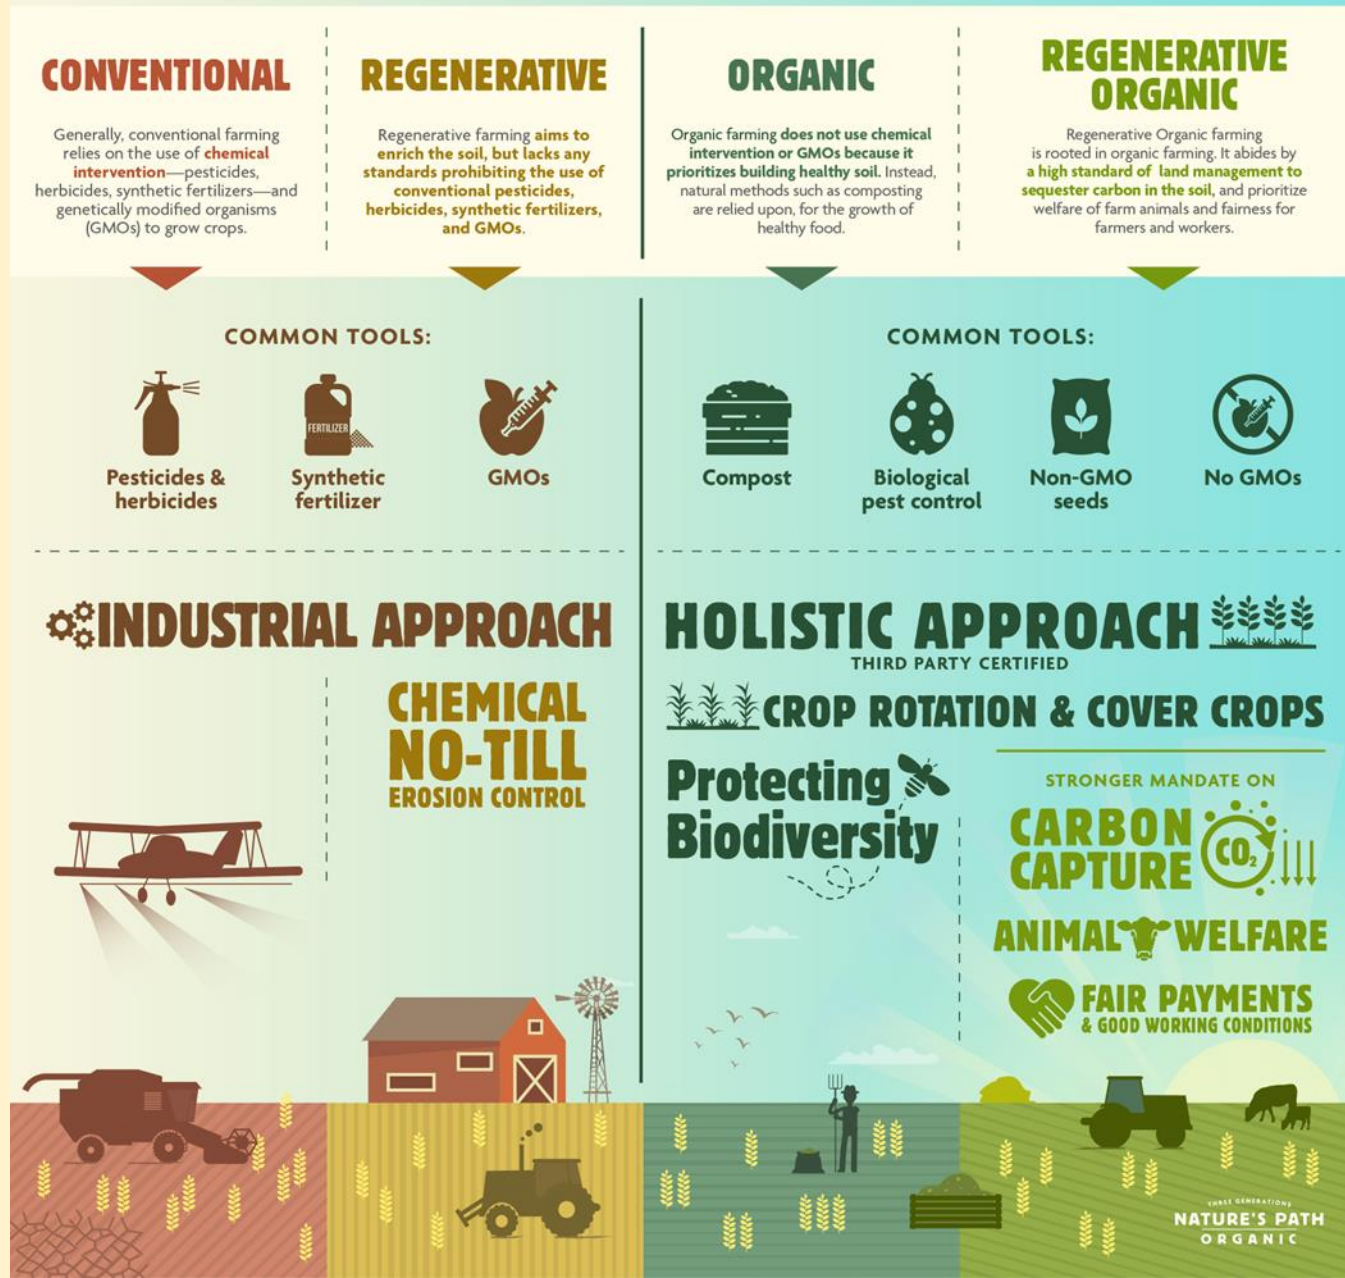 CONVENTIONAL
Generally, conventional farming
relies on the use of chemical
intervention—pesticides,
herbicides, synthetic fertilizers—and
genetically modified organisms
(GMOs) to grow crops.
REGENERATIVE
Regenerative farming aims to
enrich the soil, but lacks any
standards prohibiting the use of
conventional pesticides,
herbicides, synthetic fertilizers,
and GMOs.
ORGANIC
Organic farming does not use chemical
intervention or GMOs because it
prioritizes building healthy soil. Instead,
natural methods such as composting
are relied upon, for the growth of
healthy food.
REGENERATIVE
ORGANIC
Regenerative Organic farming
is rooted in organic farming. It abides by
a high standard of land management to
sequester carbon in the soil, and prioritize
welfare of farm animals and fairness for
farmers and workers.
COMMON TOOLS:
FERTILIZER
Pesticides &
herbicides
Synthetic
fertilizer
GMOs
COMMON TOOLS:
Compost
Biological
pest control
Non-GMO
seeds
No GMOs
INDUSTRIAL APPROACH
CHEMICAL
NO-TILL
EROSION CONTROL
HOLISTIC APPROACH
THIRD PARTY CERTIFIED
CROP ROTATION & COVER CROPS
Protecting
Biodiversity
STRONGER MANDATE ON
CARBON
CAPTURE
CO₂
ANIMAL WELFARE
FAIR PAYMENTS
& GOOD WORKING CONDITIONS
THREE GENERATIONS
NATURE'S PATH
ORGANIC